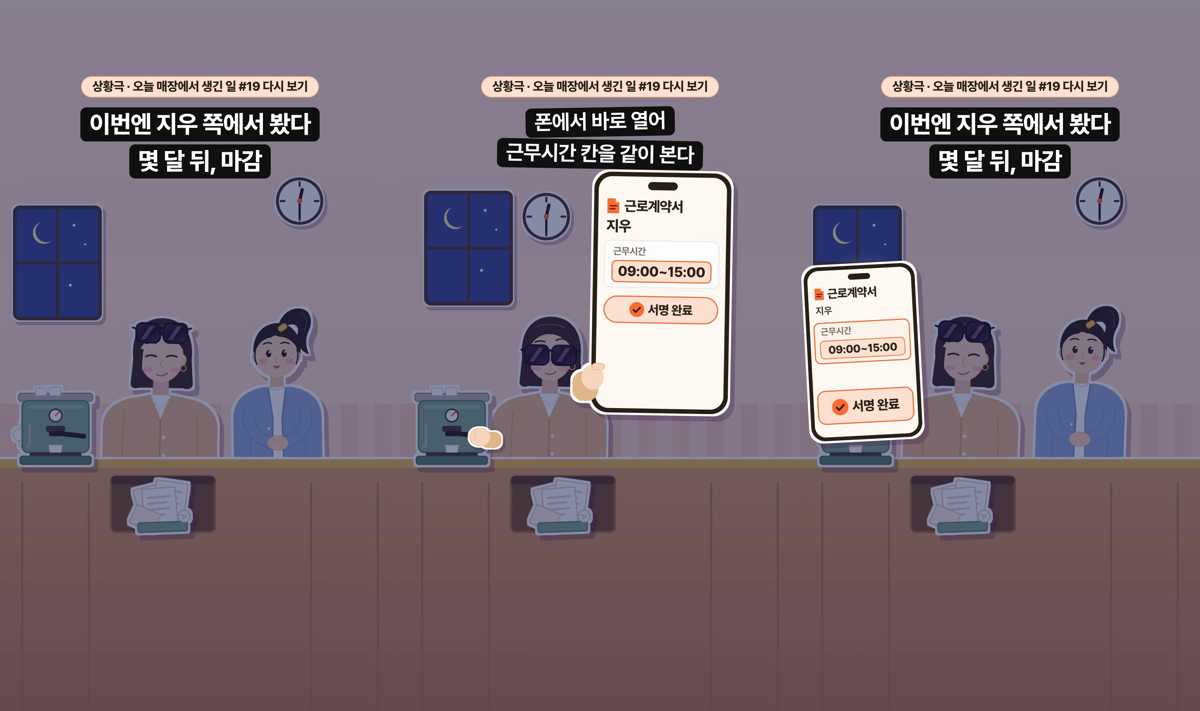 상황극 · 오늘 매장에서 생긴 일 #19 다시 보기
이번엔 지우 쪽에서 봤다
몇 달 뒤, 마감
상황극 · 오늘 매장에서 생긴 일 #19 다시 보기
폰에서 바로 열어
근무시간 칸을 같이 본다
근로계약서
지우
근무시간
09:00~15:00
서명 완료
상황극 · 오늘 매장에서 생긴 일 #19 다시 보기
이번엔 지우 쪽에서 봤다
몇 달 뒤, 마감
근로계약서
지우
근무시간
09:00~15:00
서명 완료